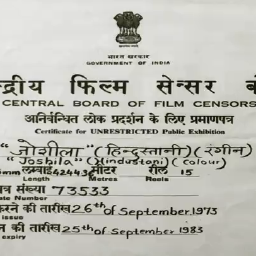 भारत सरकार
GOVERNMENT OF INDIA
फिल्म सेन्सर
CENTRAL BOARD OF FILM CENSORS
अनिर्बन्धित लोक प्रदर्शन के लिए प्रमाणपत्र
Certificate for UNRESTRICTED Public Exhibition
"जोशीला" (हिन्दुस्तानी) (रंगीन)
"Joshila" (Hindustani) (Colour)
mm लम्बाई 4244 मीटर रील 15
Length Metres Reels
संख्या 73533
करने की तारीख 26th of September 1973
issue
की तारीख 25th of September 1983
expiry